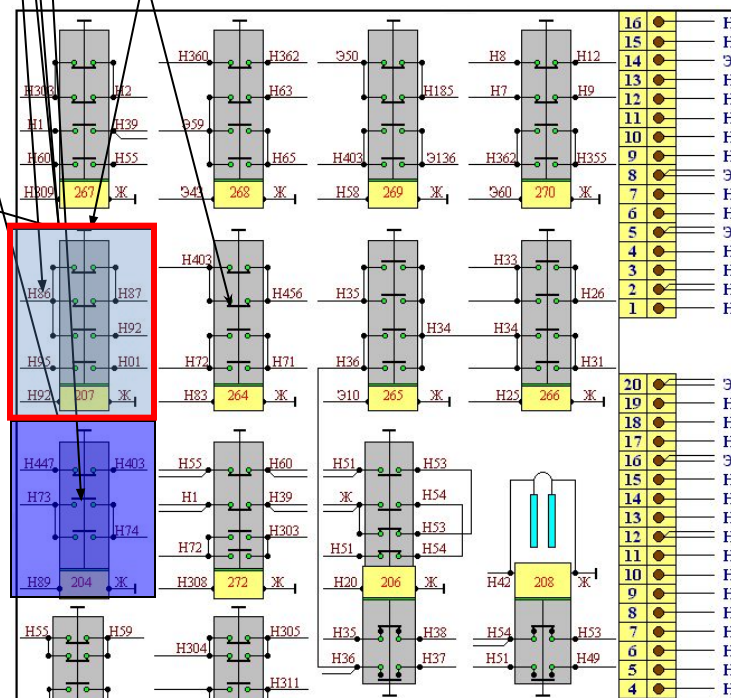 Н360 Н362 Э50 Н8 Н12
Н303 Н2 Н63 Н185 Н7 Н9
Н1 Н39 Э59
Н60 Н55 Н65 Н403 Э136 Н362 Н355
Н309 267 Ж Э43 268 Ж Н58 269 Ж Э60 270 Ж
16
15
14
13
12
11
10
9
8
7
6
5
4
3
2
1
Н403 Н33
Н86 Н87 Н456 Н35 Н26
Н92 Н34 Н34
Н95 Н01 Н72 Н71 Н36 Н31
Н92 207 Ж Н83 264 Ж Э10 265 Ж Н25 266 Ж
Н447 Н403 Н55 Н60 Н51 Н53
Н73 Н1 Н39 Ж Н54
Н74 Н303 Н53
Н72 Н51 Н54
Н89 204 Ж Н308 272 Ж Н20 206 Ж Н42 208 Ж
Н55 Н59 Н305 Н35 Н38 Н54 Н53
Н304 Н36 Н37 Н51 Н49
Н311
20
19
18
17
16
15
14
13
12
11
10
9
8
7
6
5
4